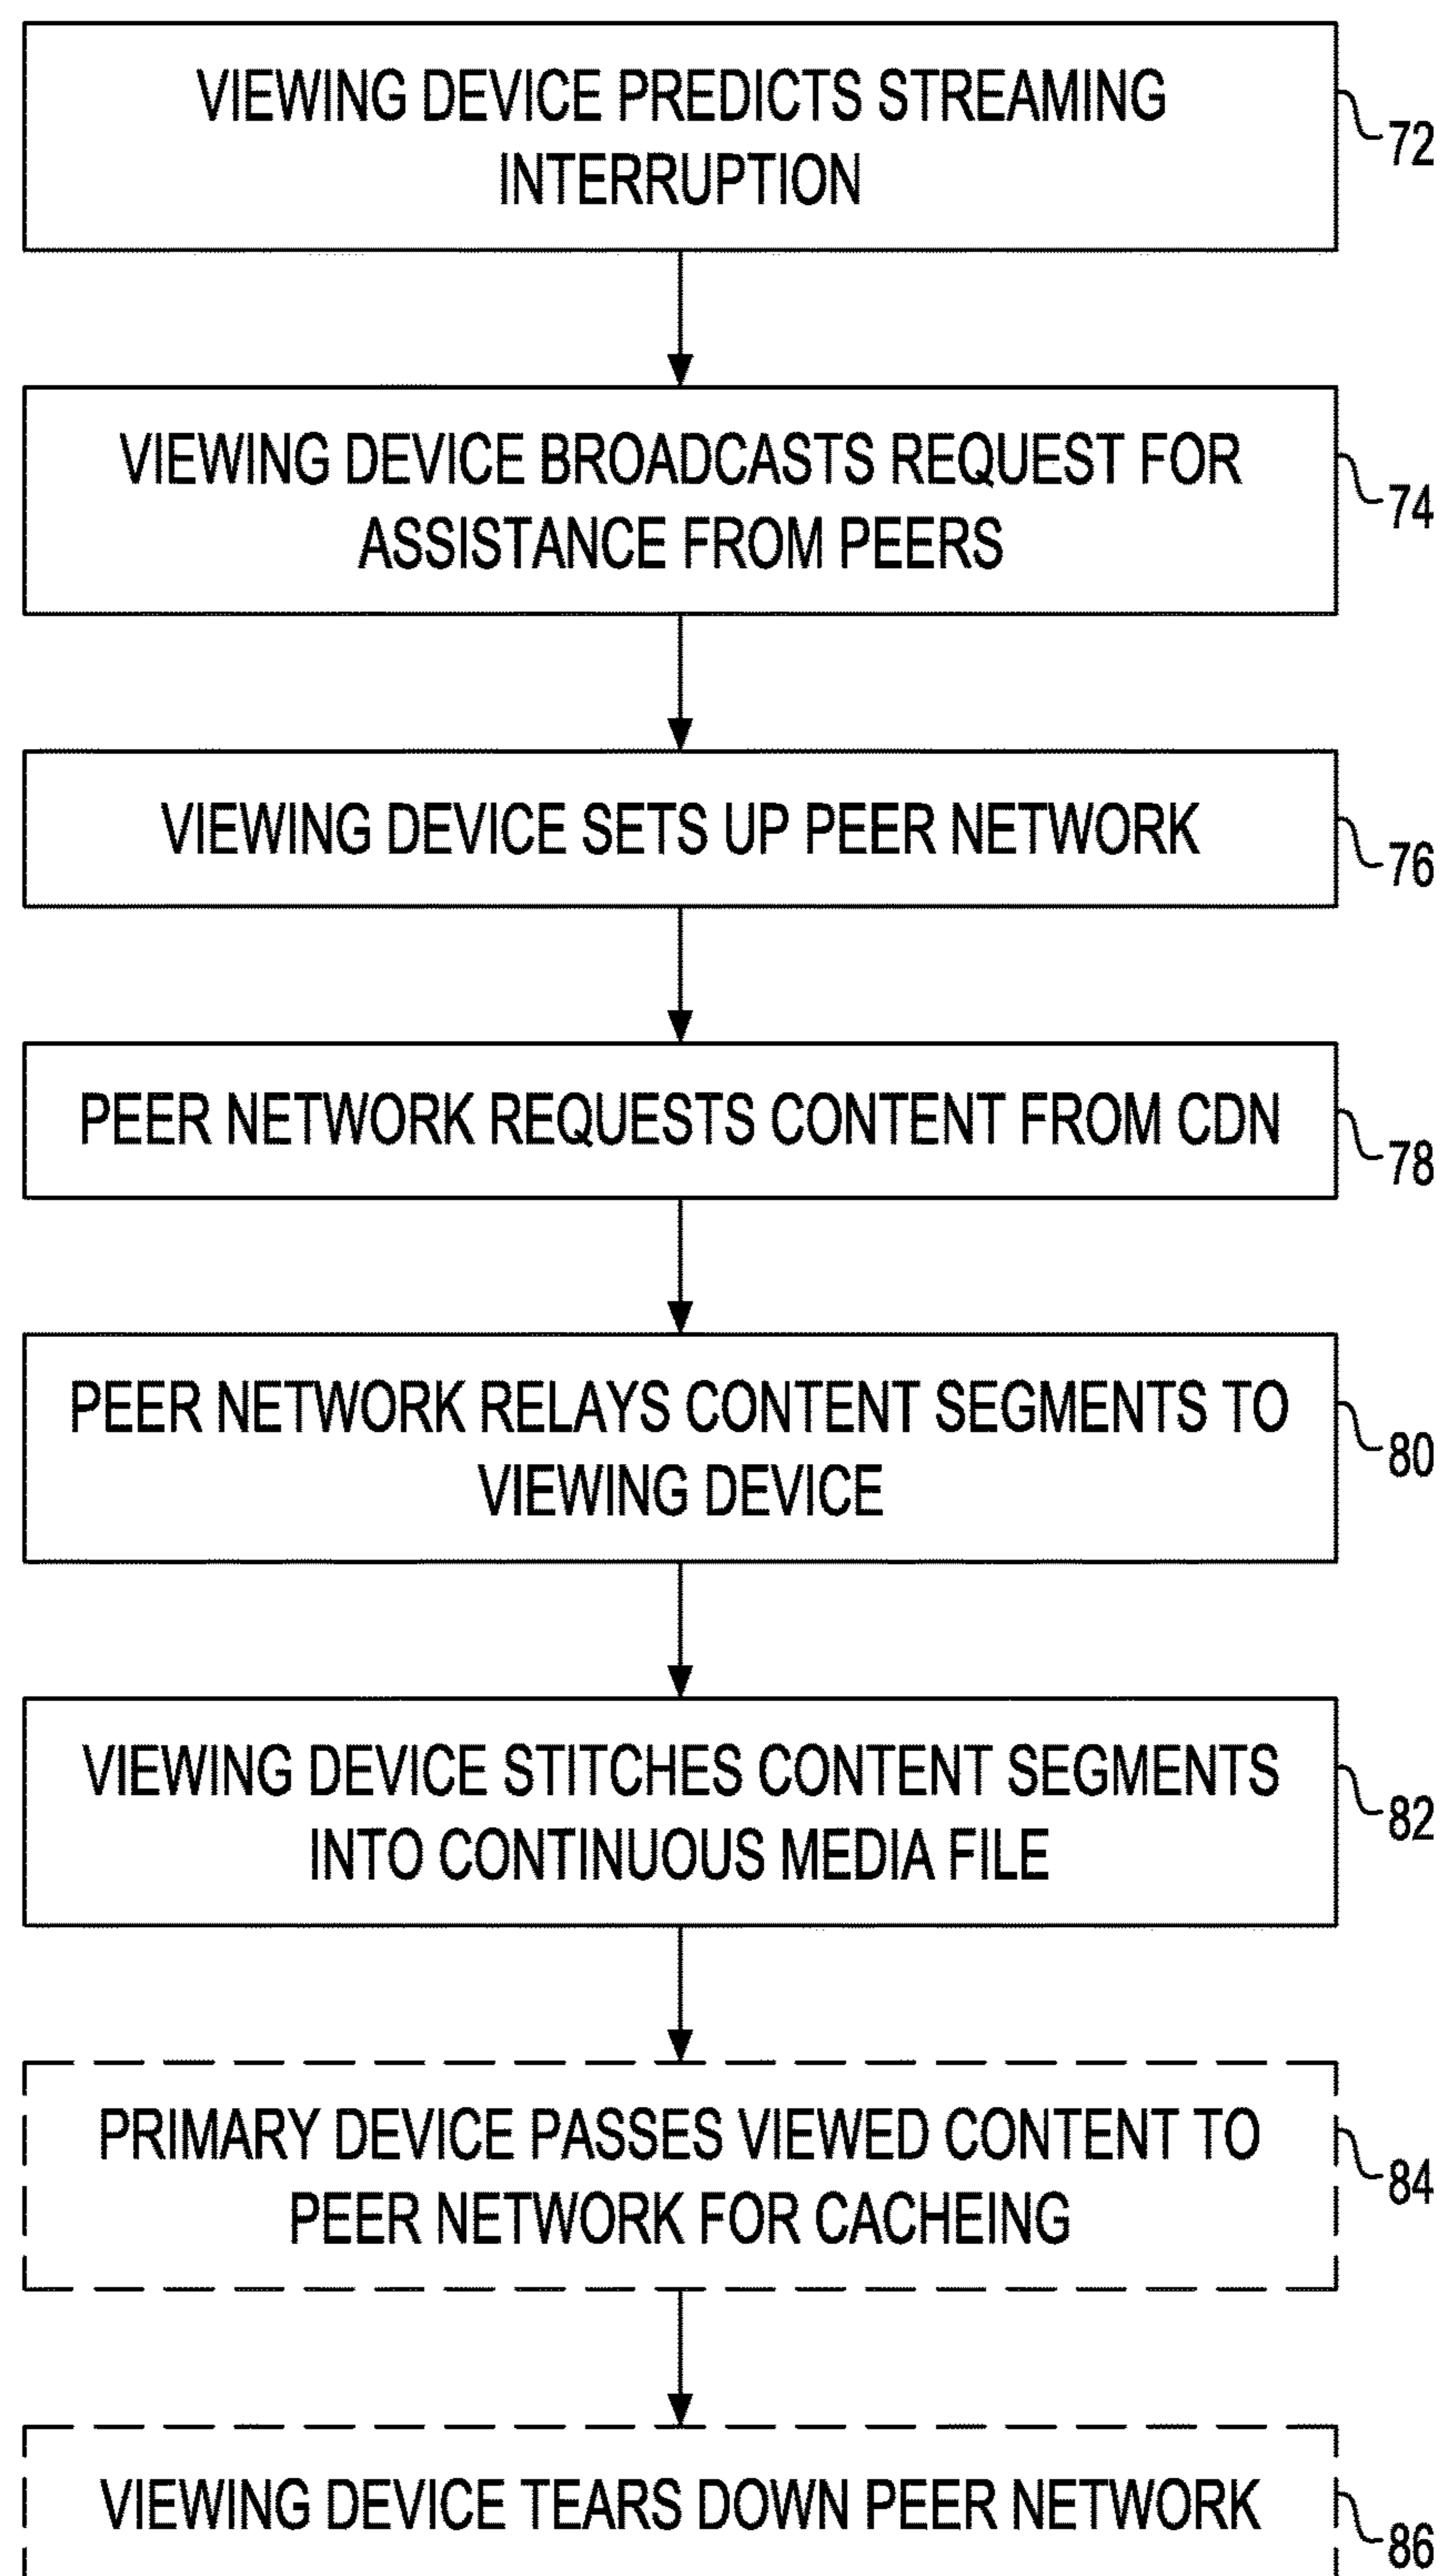 VIEWING DEVICE PREDICTS STREAMING
INTERRUPTION
72
VIEWING DEVICE BROADCASTS REQUEST FOR
ASSISTANCE FROM PEERS
74
VIEWING DEVICE SETS UP PEER NETWORK
76
PEER NETWORK REQUESTS CONTENT FROM CDN
78
PEER NETWORK RELAYS CONTENT SEGMENTS TO
VIEWING DEVICE
80
VIEWING DEVICE STITCHES CONTENT SEGMENTS
INTO CONTINUOUS MEDIA FILE
82
PRIMARY DEVICE PASSES VIEWED CONTENT TO
PEER NETWORK FOR CACHEING
84
VIEWING DEVICE TEARS DOWN PEER NETWORK
86